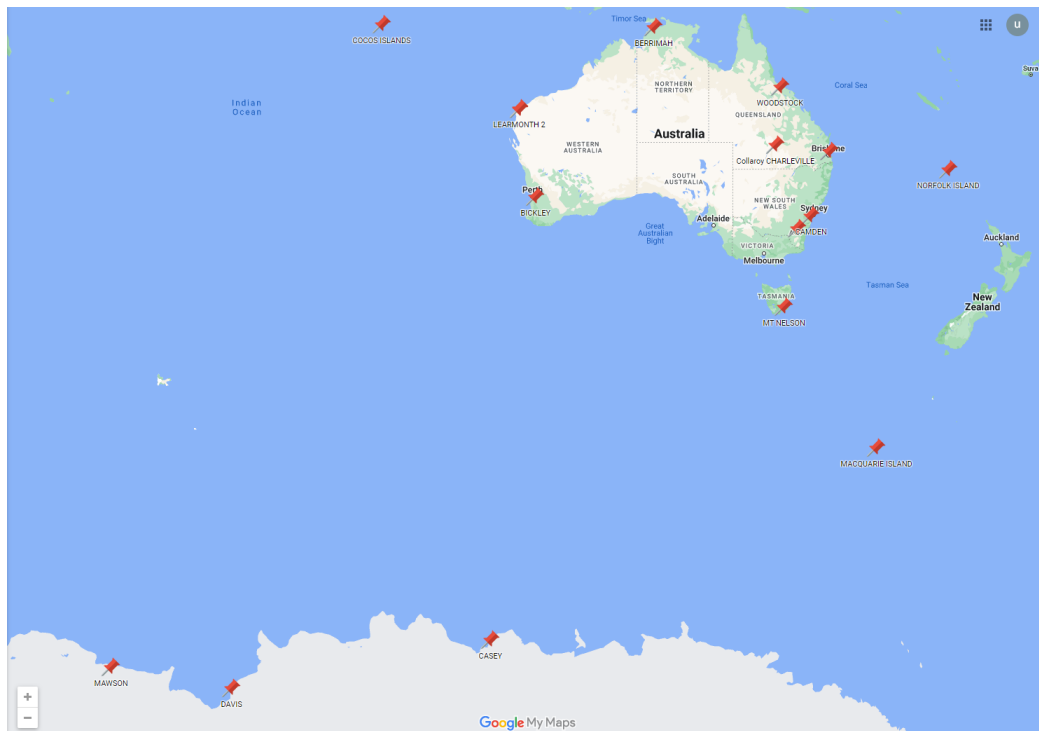 Timor Sea
U
COCOS ISLANDS
BERRIMAH
Suva
NORTHERN
TERRITORY
Coral Sea
Indian
Ocean
WOODSTOCK
QUEENSLAND
LEARMONTH 2
Australia
WESTERN
AUSTRALIA
Brisbane
Collaroy CHARLEVILLE
SOUTH
AUSTRALIA
NORFOLK ISLAND
Perth
BICKLEY
NEW SOUTH
WALES
Sydney
Adelaide
Great
Australian
Bight
CAMDEN
Auckland
VICTORIA
Melbourne
Tasman Sea
TASMANIA
New
Zealand
MT NELSON
MACQUARIE ISLAND
CASEY
MAWSON
DAVIS
+
−
Google My Maps